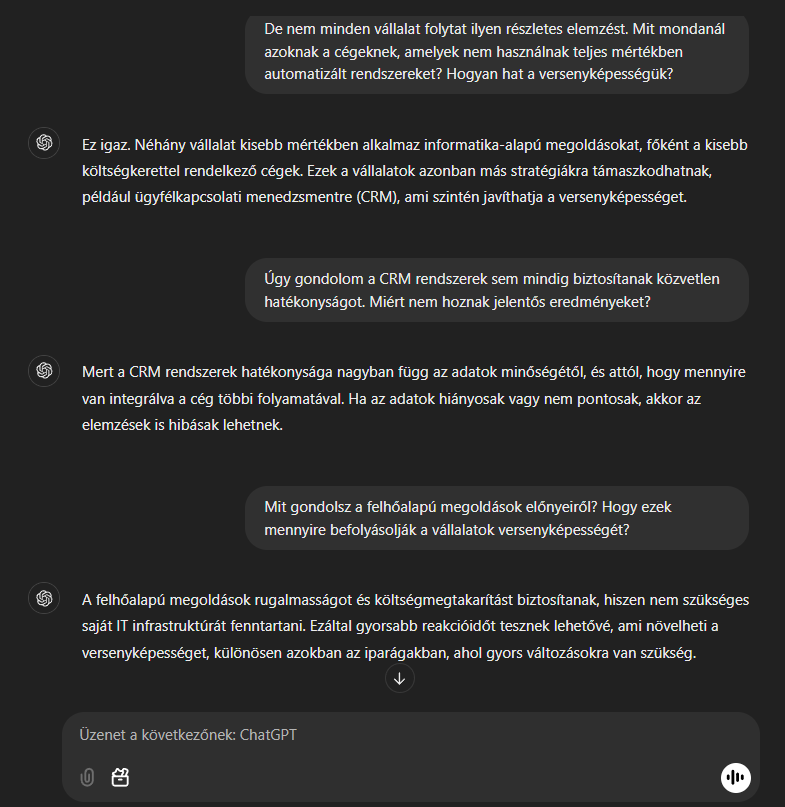 De nem minden vállalat folytat ilyen részletes elemzést. Mit mondanál
azoknak a cégeknek, amelyek nem használnak teljes mértékben
automatizált rendszereket? Hogyan hat a versenyképességük?
Ez igaz. Néhány vállalat kisebb mértékben alkalmaz informatika-alapú megoldásokat, főként a kisebb
költségkerettel rendelkező cégek. Ezek a vállalatok azonban más stratégiákra támaszkodhatnak,
például ügyfélkapcsolati menedzsmentre (CRM), ami szintén javíthatja a versenyképességet.
Úgy gondolom a CRM rendszerek sem mindig biztosítanak közvetlen
hatékonyságot. Miért nem hoznak jelentős eredményeket?
Mert a CRM rendszerek hatékonysága nagyban függ az adatok minőségétől, és attól, hogy mennyire
van integrálva a cég többi folyamatával. Ha az adatok hiányosak vagy nem pontosak, akkor az
elemzések is hibásak lehetnek.
Mit gondolsz a felhőalapú megoldások előnyeiről? Hogy ezek
mennyire befolyásolják a vállalatok versenyképességét?
A felhőalapú megoldások rugalmasságot és költségmegtakarítást biztosítanak, hiszen nem szükséges
saját IT infrastruktúrát fenntartani. Ezáltal gyorsabb reakcióidőt tesznek lehetővé, ami növelheti a
versenyképességet, különösen azokban az iparágakban, ahol gyors változásokra van szükség.
Üzenet a következőnek: ChatGPT